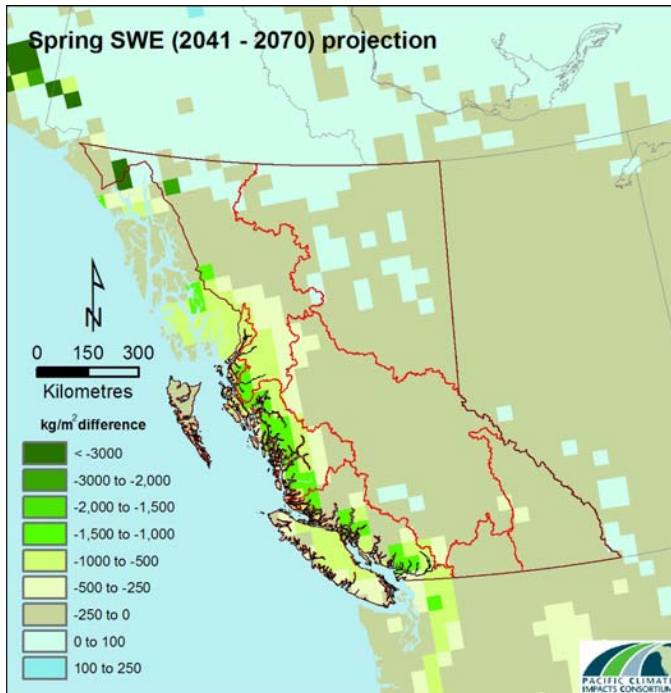 Spring SWE (2041 - 2070) projection
N
0 150 300
Kilometres
kg/m² difference
< -3000
-3000 to -2,000
-2,000 to -1,500
-1,500 to -1,000
-1000 to -500
-500 to -250
-250 to 0
0 to 100
100 to 250
PACIFIC CLIMATE
IMPACTS CONSORTIUM